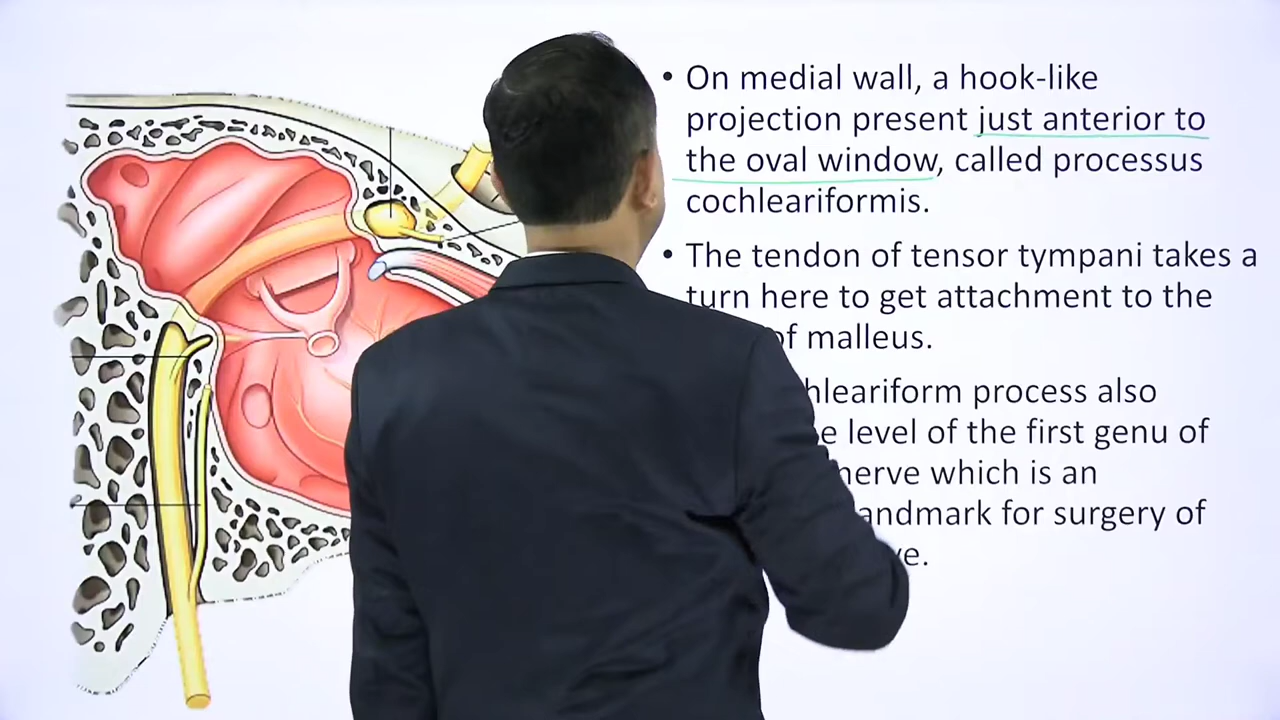 • On medial wall, a hook-like
projection present just anterior to
the oval window, called processus
cochleariformis.
• The tendon of tensor tympani takes a
turn here to get attachment to the
of malleus.
process also
level of the first genu of
nerve which is an
landmark for surgery of